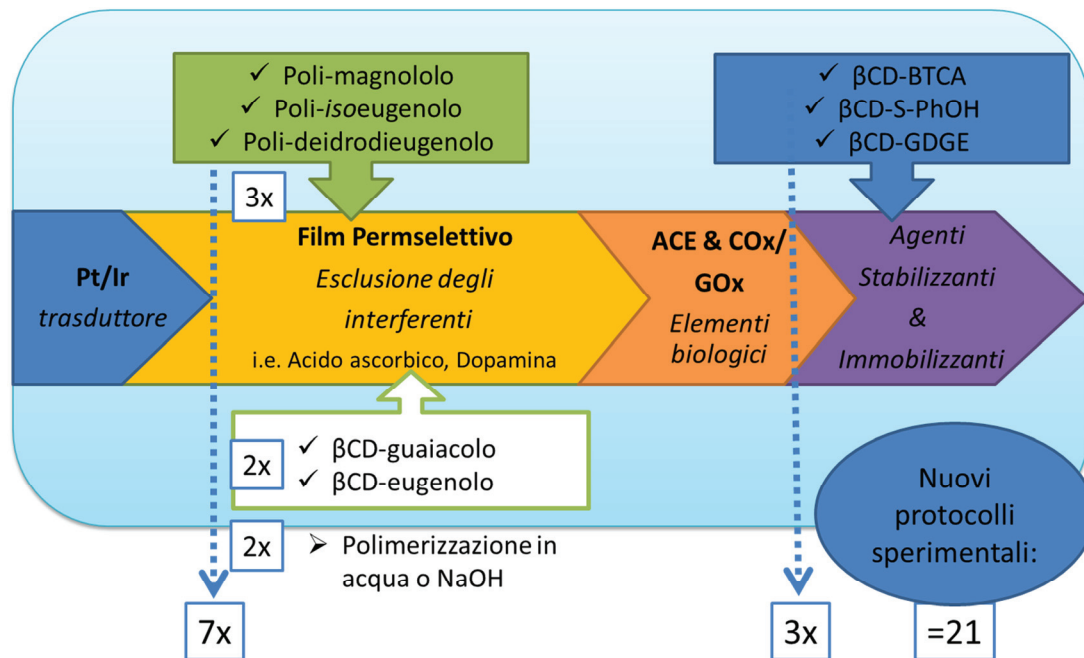 ✓ Poli-magnololo
✓ Poli-isoeugenolo
✓ Poli-deidrodieugenolo
✓ βCD-BTCA
✓ βCD-S-PhOH
✓ βCD-GDGE
3x
Pt/Ir
trasduttore
Film Permselettivo
Esclusione degli
interferenti
i.e. Acido ascorbico, Dopamina
ACE & COx/
GOx
Elementi
biologici
Agenti
Stabilizzanti
&
Immobilizzanti
2x
✓ βCD-guaiacolo
✓ βCD-eugenolo
2x
➢ Polimerizzazione in
acqua o NaOH
Nuovi
protocolli
sperimentali:
7x
3x
=21